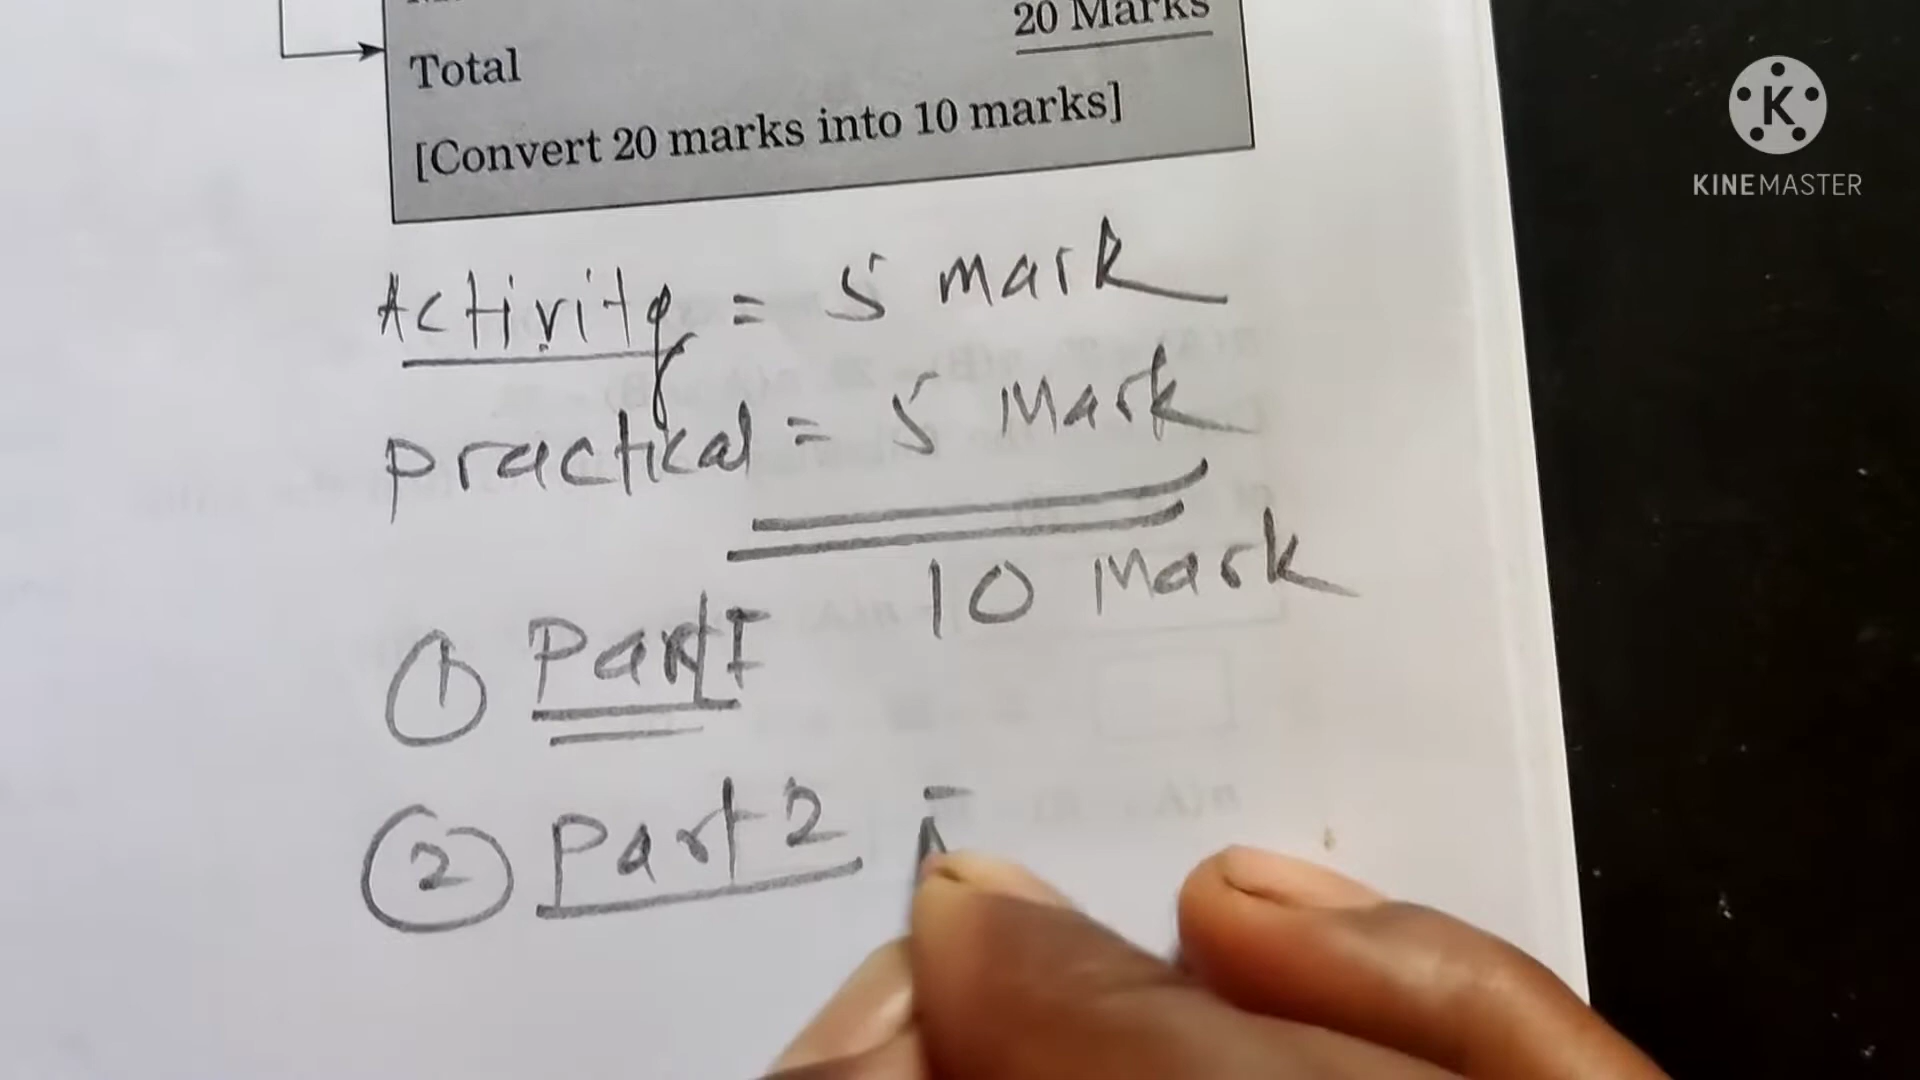 20 Marks
Total
[Convert 20 marks into 10 marks]
Activity = 5 mark
practical = 5 Mark
10 Mark
① Part I
② Part 2
KINEMASTER